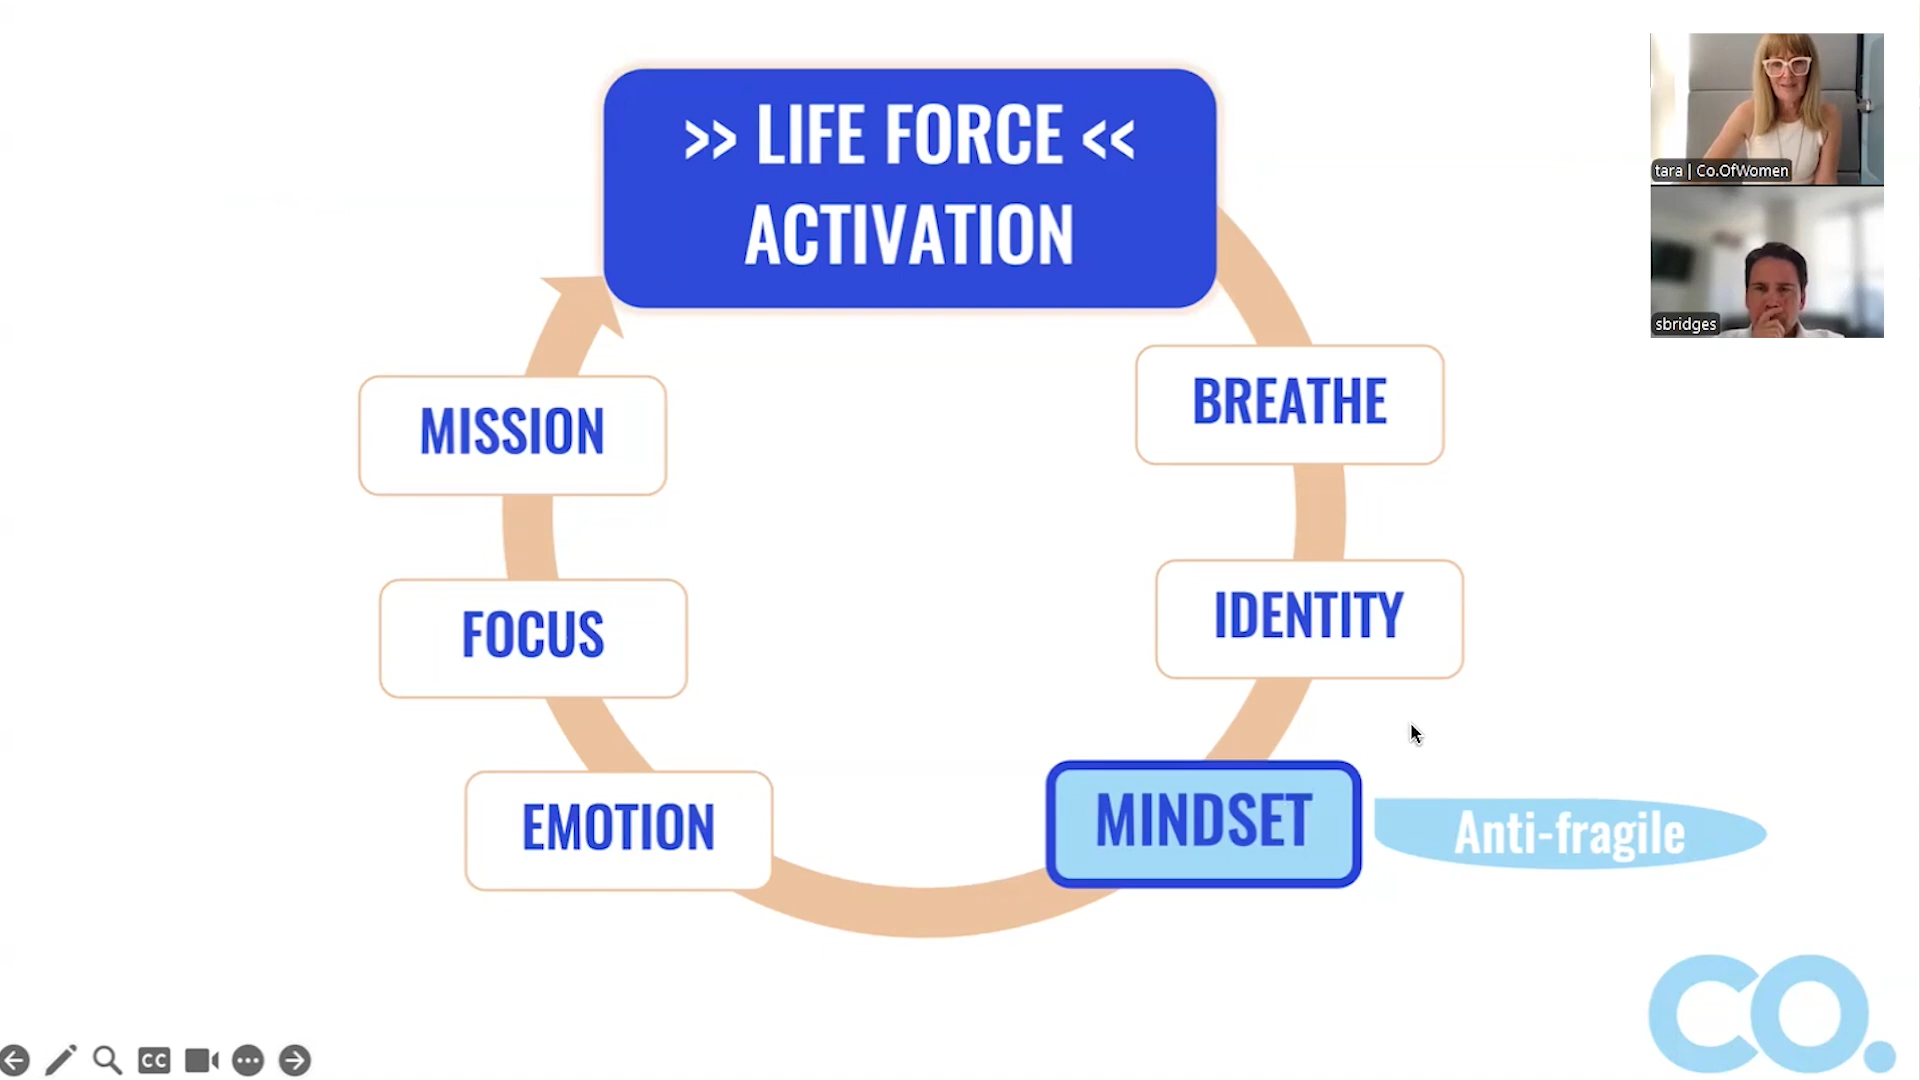 >> LIFE FORCE <<
ACTIVATION
tara | Co.OfWomen
sbridges
BREATHE
MISSION
IDENTITY
FOCUS
MINDSET
Anti-fragile
EMOTION
CO.
CC